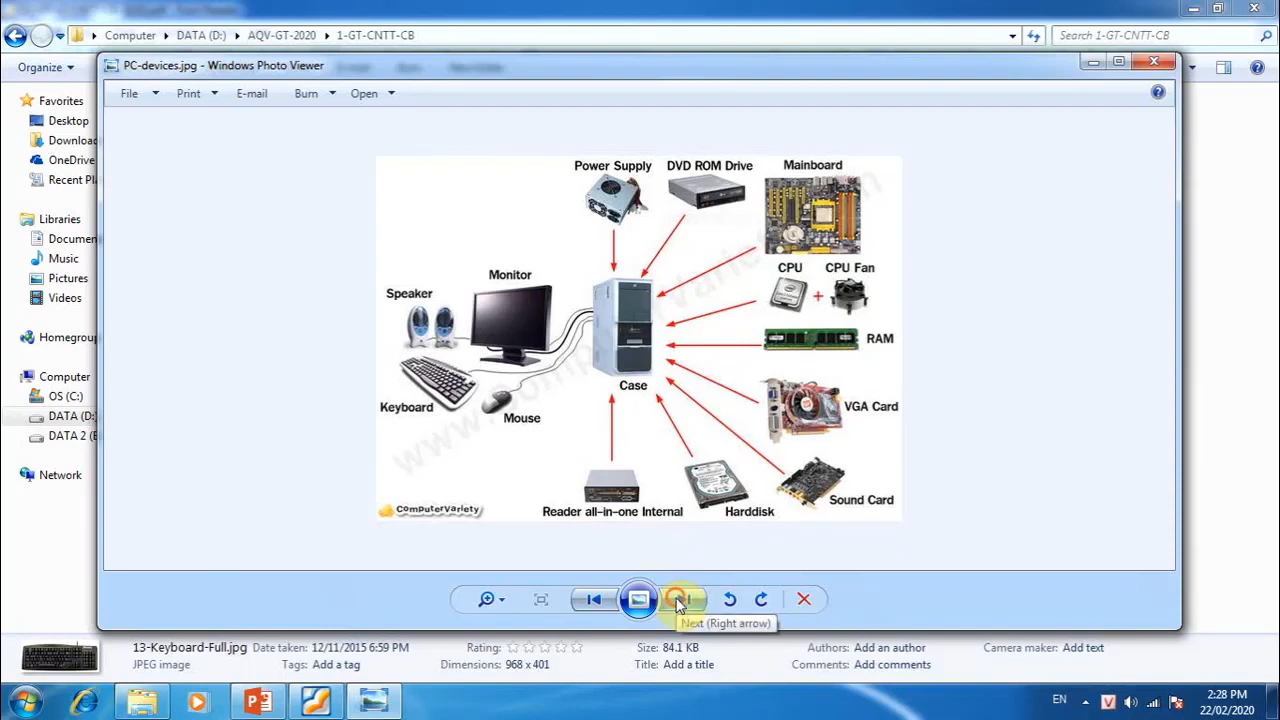 Computer ▸ DATA (D:) ▸ AQV-GT-2020 ▸ 1-GT-CNTT-CB
Search 1-GT-CNTT-CB
Organize
PC-devices.jpg - Windows Photo Viewer
File Print E-mail Burn Open
Favorites
Desktop
Download
OneDrive
Recent Pl
Libraries
Documen
Music
Pictures
Videos
Homegroup
Computer
OS (C:)
DATA (D:)
DATA 2 (E
Network
Power Supply
DVD ROM Drive
Mainboard
CPU
+
CPU Fan
RAM
VGA Card
Sound Card
Monitor
Speaker
Keyboard
Mouse
Case
Reader all-in-one Internal
Harddisk
ComputerVariety
Next (Right arrow)
13-Keyboard-Full.jpg
JPEG image
Date taken: 12/11/2015 6:59 PM
Tags: Add a tag
Rating:
Dimensions: 968 x 401
Size: 84.1 KB
Title: Add a title
Authors: Add an author
Comments: Add comments
Camera maker: Add text
EN
V
2:28 PM
22/02/2020